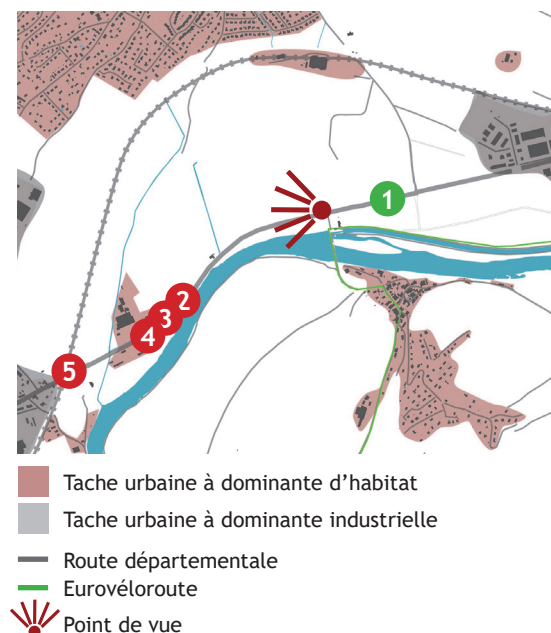 1
2
3
4
5
Tache urbaine à dominante d’habitat
Tache urbaine à dominante industrielle
Route départementale
Eurovéloroute
Point de vue